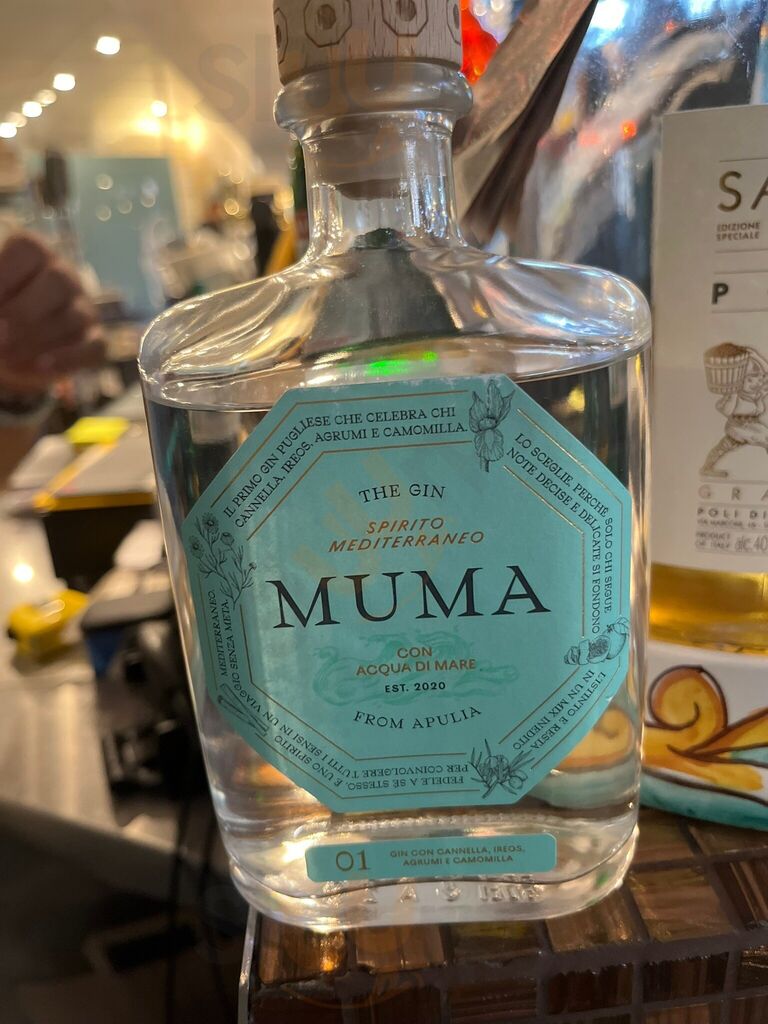 IL PRIMO GIN PUGLIESE CHE CELEBRA CHI
CANNELLA, IREOS, AGRUMI E CAMOMILLA.
LO SCEGLIE, PERCHÉ SOLO CHI SEGUE
NOTE DECISE E DELICATE SI FONDONO
L'ISTINTO E RESTA
IN UN MIX INEDITO
FEDELE A SÉ STESSO,
PER COINVOLGERE TUTTI I SENSI IN UN VIAGGIO SENZA META.
È UNO SPIRITO
MEDITERRANEO,
THE GIN
SPIRITO
MEDITERRANEO
MUMA
CON
ACQUA DI MARE
EST. 2020
FROM APULIA
01
GIN CON CANNELLA, IREOS,
AGRUMI E CAMOMILLA
SA
EDIZIONE
SPECIALE
P
GRA
POLI DI